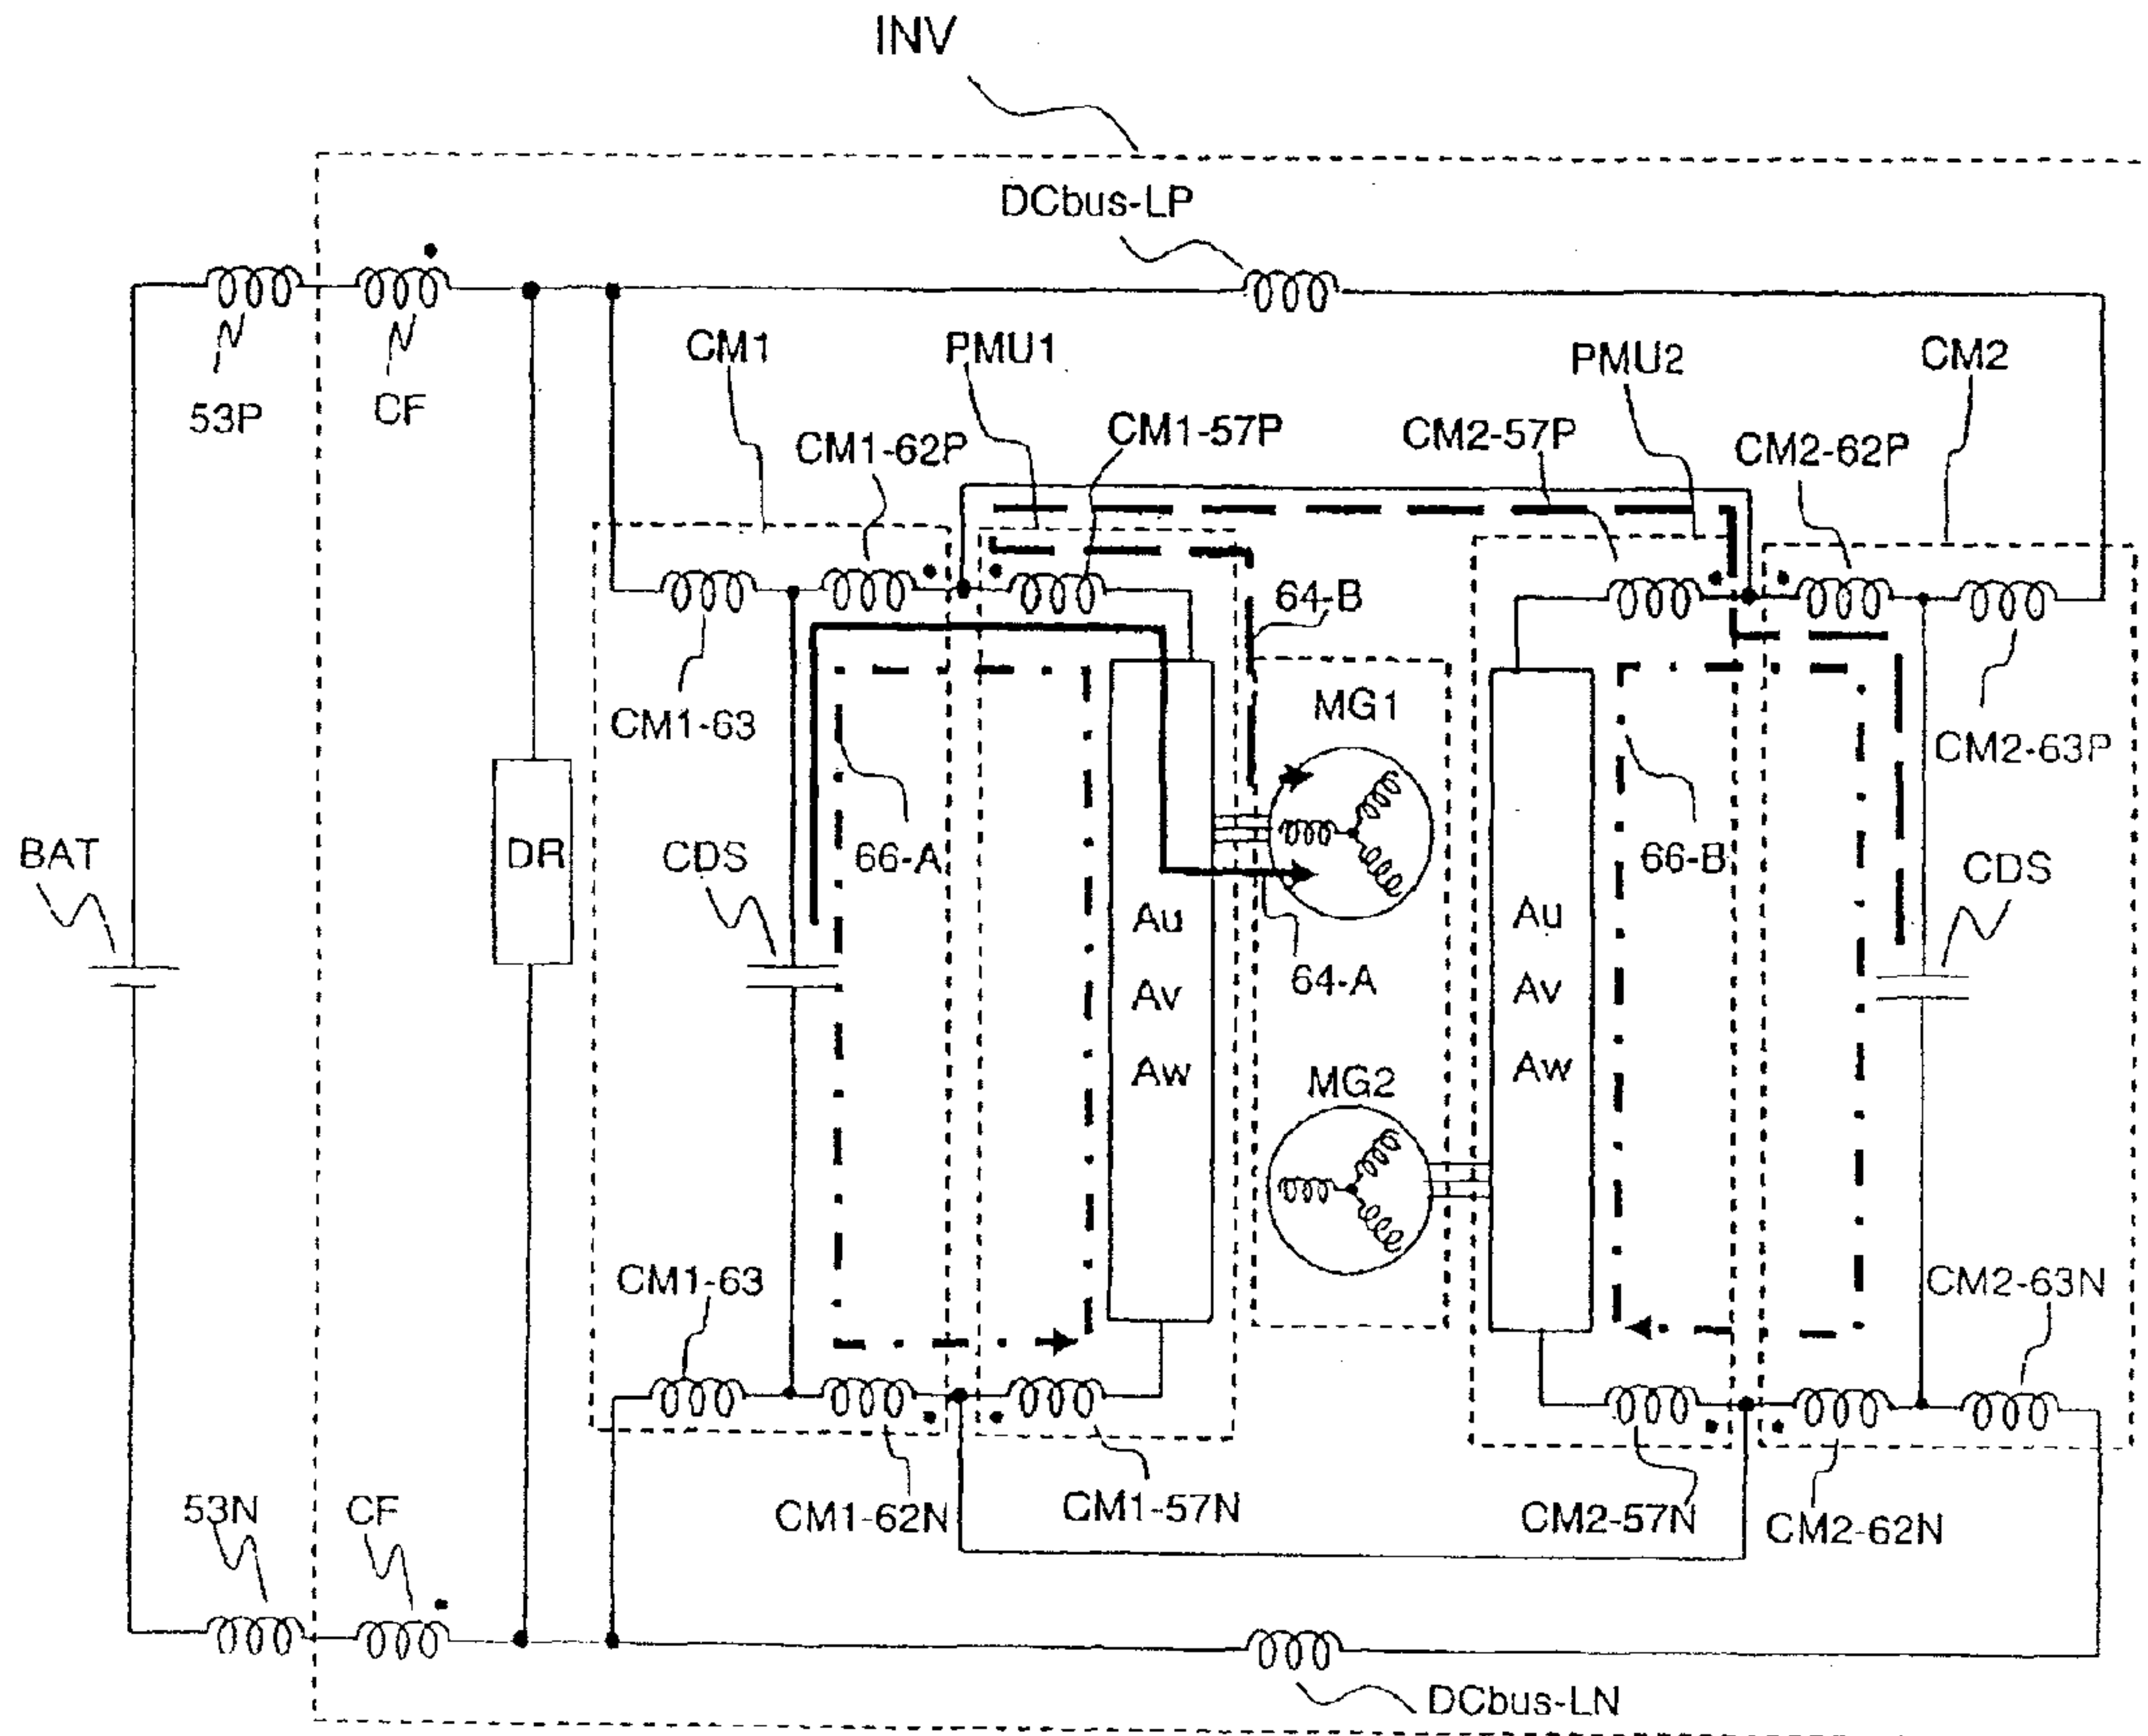 INV
DCbus-LP
53P
CF
CM1
PMU1
PMU2
CM2
CM1-62P
CM1-57P
CM2-57P
CM2-62P
64-B
MG1
CM1-63
CM2-63P
BAT
DR
CDS
66-A
66-B
CDS
Au
Av
Aw
64-A
Au
Av
Aw
MG2
CM1-63
CM2-63N
53N
CF
CM1-62N
CM1-57N
CM2-57N
CM2-62N
DCbus-LN